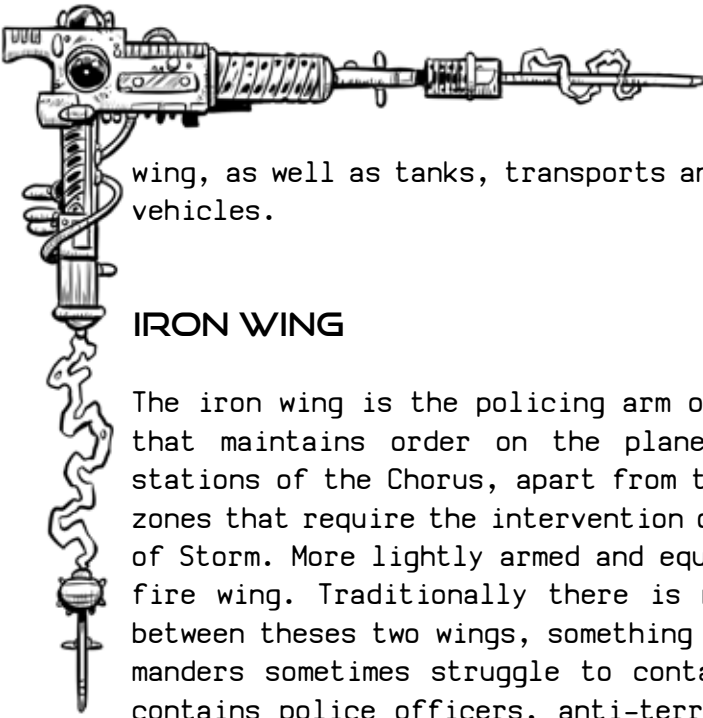 wing, as well as tanks, transports
vehicles.
IRON WING
The iron wing is the policing arm o
that maintains order on the plane
stations of the Chorus, apart from t
zones that require the intervention o
of Storm. More lightly armed and equ
fire wing. Traditionally there is
between theses two wings, something
manders sometimes struggle to conta
contains police officers, anti-terr